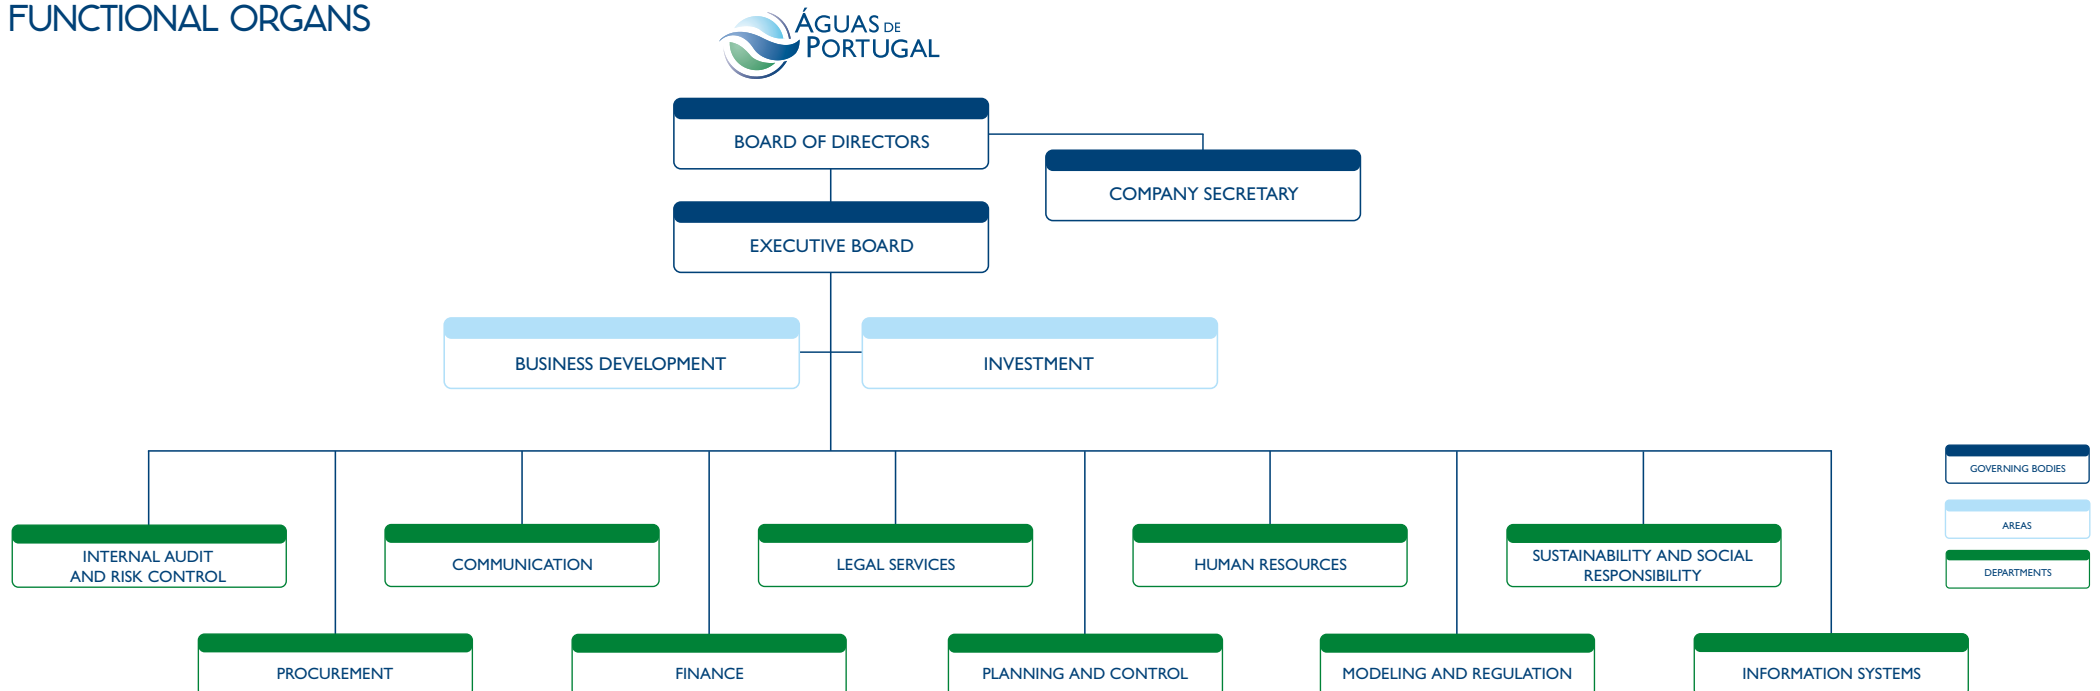 FUNCTIONAL ORGANS
ÁGUAS DE
PORTUGAL
BOARD OF DIRECTORS
COMPANY SECRETARY
EXECUTIVE BOARD
BUSINESS DEVELOPMENT
INVESTMENT
GOVERNING BODIES
AREAS
DEPARTMENTS
INTERNAL AUDIT
AND RISK CONTROL
COMMUNICATION
LEGAL SERVICES
HUMAN RESOURCES
SUSTAINABILITY AND SOCIAL
RESPONSIBILITY
PROCUREMENT
FINANCE
PLANNING AND CONTROL
MODELING AND REGULATION
INFORMATION SYSTEMS